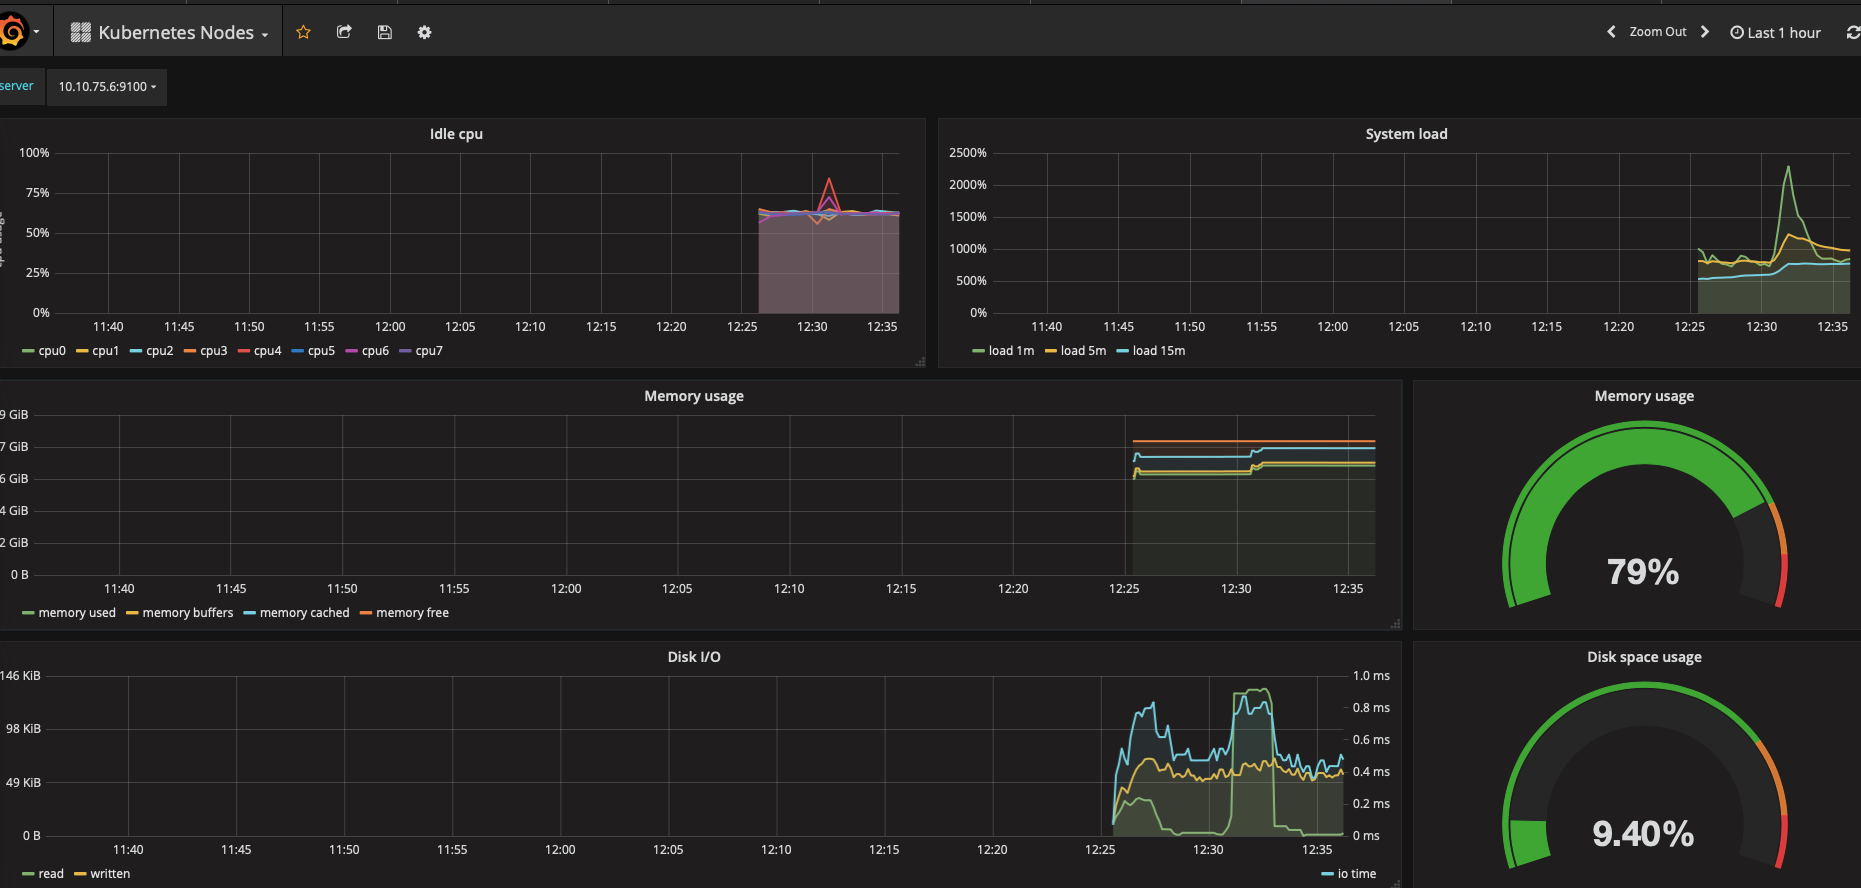 Kubernetes Nodes
Zoom Out
Last 1 hour
server
10.10.75.6:9100
Idle cpu
100%
75%
50%
25%
0%
11:40 11:45 11:50 11:55 12:00 12:05 12:10 12:15 12:20 12:25 12:30 12:35
cpu0 cpu1 cpu2 cpu3 cpu4 cpu5 cpu6 cpu7
System load
2500%
2000%
1500%
1000%
500%
0%
11:40 11:45 11:50 11:55 12:00 12:05 12:10 12:15 12:20 12:25 12:30 12:35
load 1m load 5m load 15m
Memory usage
9 GiB
7 GiB
6 GiB
4 GiB
2 GiB
0 B
11:40 11:45 11:50 11:55 12:00 12:05 12:10 12:15 12:20 12:25 12:30 12:35
memory used memory buffers memory cached memory free
Memory usage
79%
Disk I/O
146 KiB
98 KiB
49 KiB
0 B
1.0 ms
0.8 ms
0.6 ms
0.4 ms
0.2 ms
0 ms
11:40 11:45 11:50 11:55 12:00 12:05 12:10 12:15 12:20 12:25 12:30 12:35
read written
io time
Disk space usage
9.40%